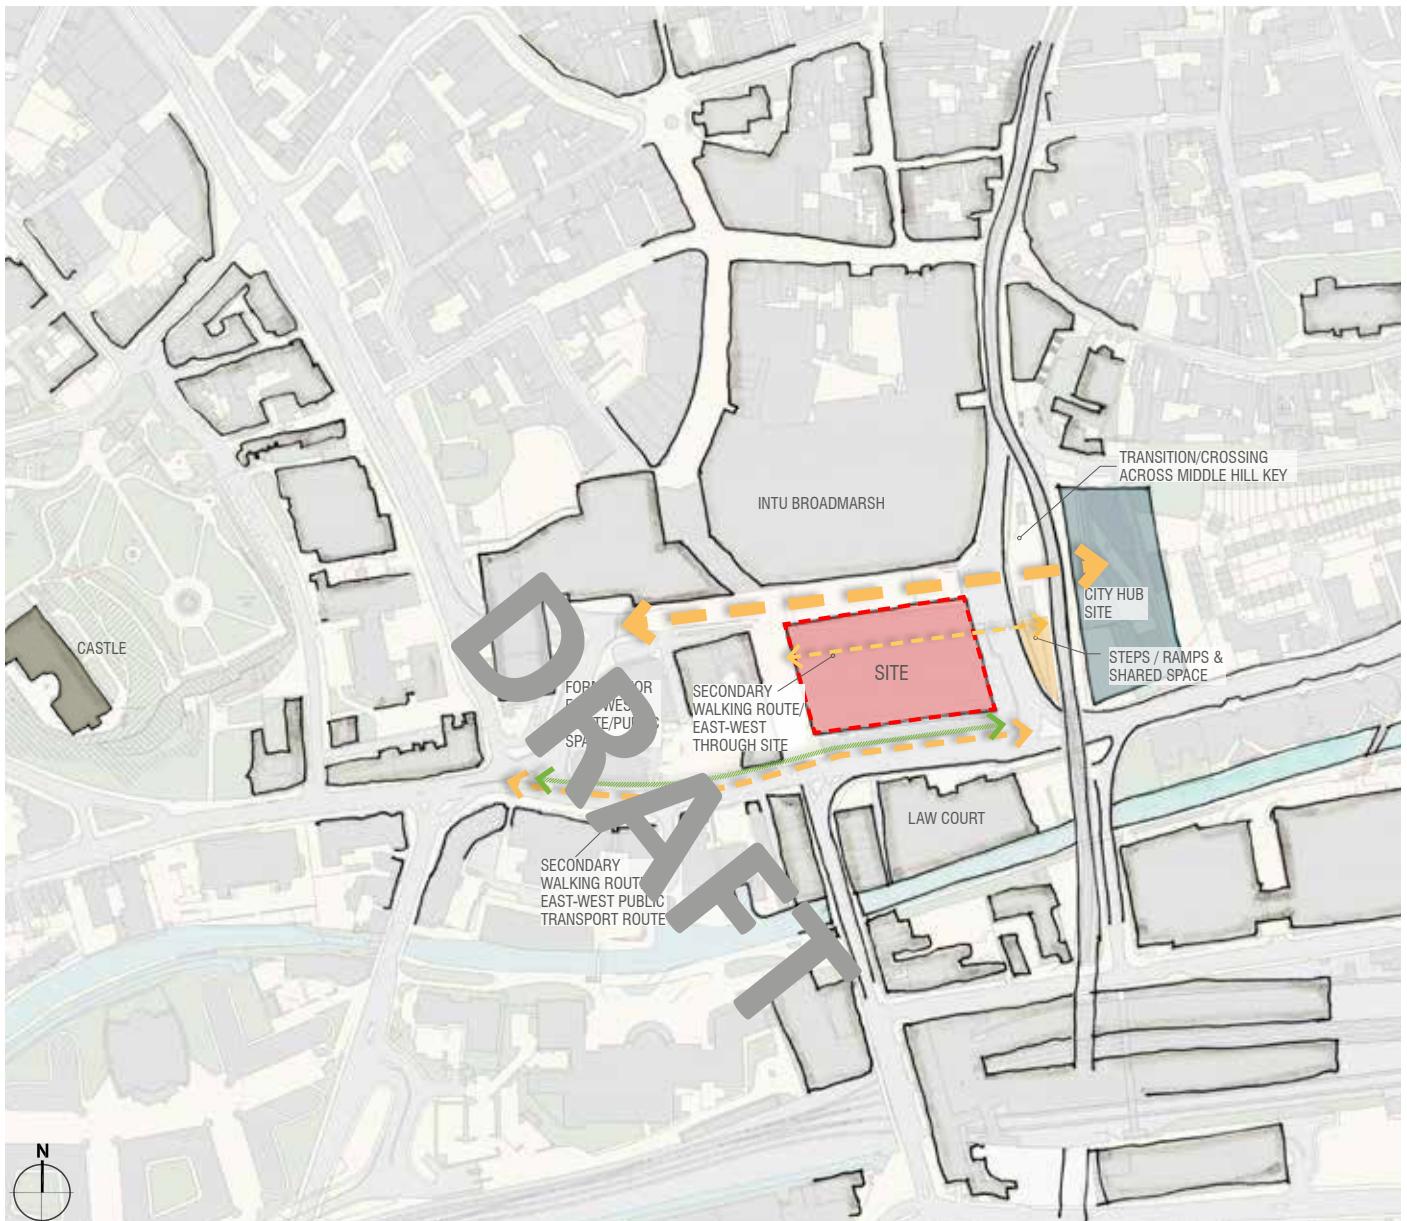 TRANSITION/CROSSING
ACROSS MIDDLE HILL KEY
INTU BROADMARSH
CITY HUB
SITE
CASTLE
STEPS / RAMPS &
SHARED SPACE
SITE
SECONDARY
WALKING ROUTE/
EAST-WEST
THROUGH SITE
SPA
LAW COURT
SECONDARY
WALKING ROUTE
EAST-WEST PUBLIC
TRANSPORT ROUTE
DRAFT
N